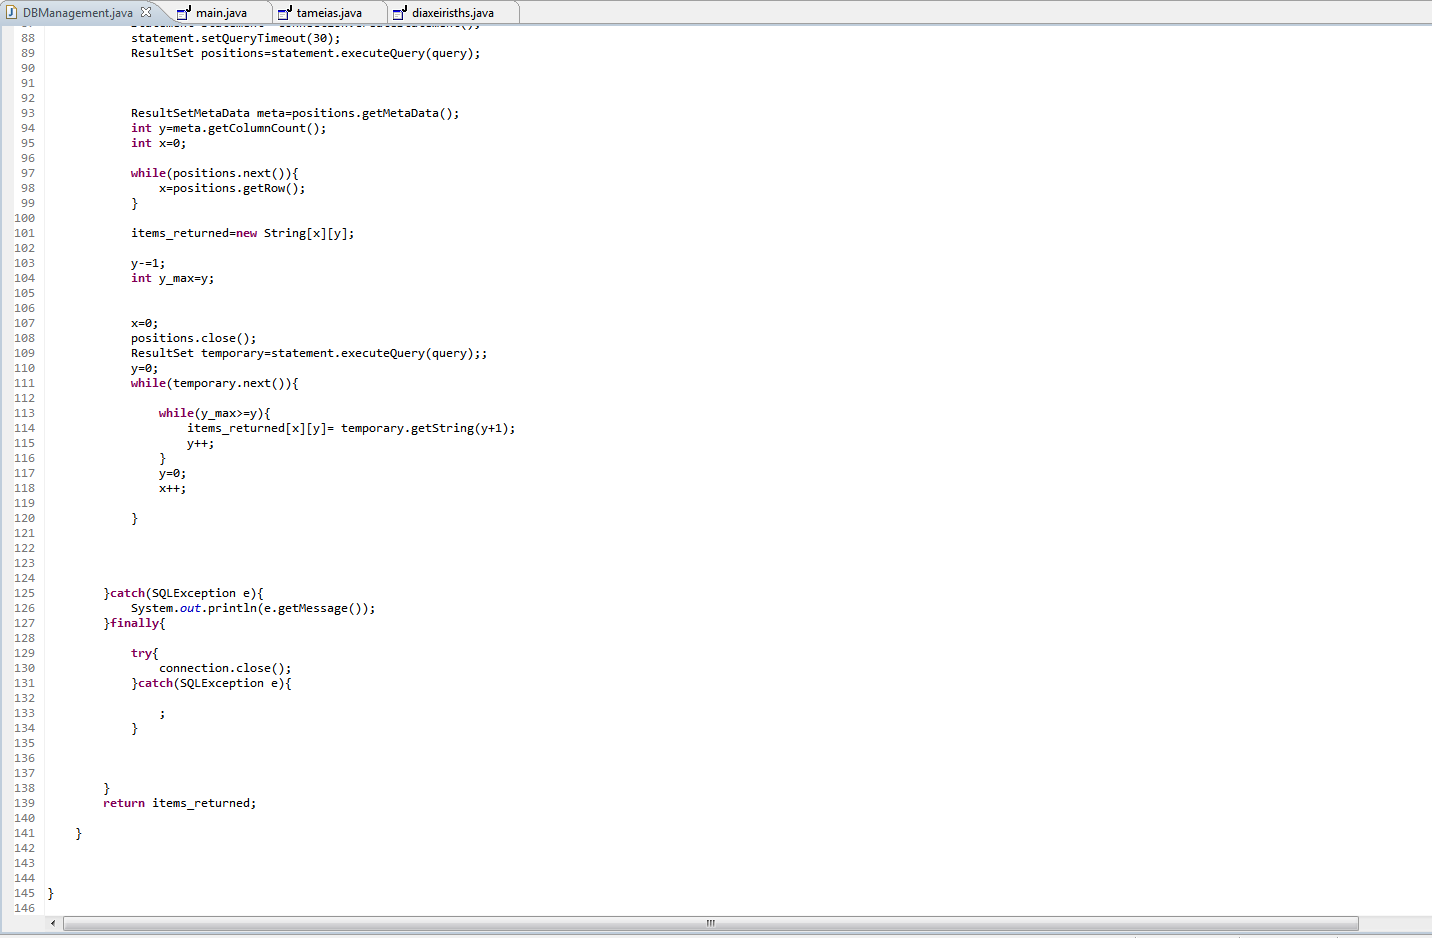 DBManagement.java
main.java
tameias.java
diaxeiristhsh.java
88 statement.setQueryTimeout(30);
89 ResultSet positions=statement.executeQuery(query);
90
91
92
93 ResultSetMetaData meta=positions.getMetaData();
94 int y=meta.getColumnCount();
95 int x=0;
96
97 while(positions.next()){
98 x=positions.getRow();
99 }
100
101 items_returned=new String[x][y];
102
103 y-=1;
104 int y_max=y;
105
106
107 x=0;
108 positions.close();
109 ResultSet temporary=statement.executeQuery(query);;
110 y=0;
111 while(temporary.next()){
112
113 while(y_max>=y){
114 items_returned[x][y]= temporary.getString(y+1);
115 y++;
116 }
117 y=0;
118 x++;
119
120 }
121
122
123
124
125 }catch(SQLException e){
126 System.out.println(e.getMessage());
127 }finally{
128
129 try{
130 connection.close();
131 }catch(SQLException e){
132
133 ;
134 }
135
136
137
138 }
139 return items_returned;
140
141 }
142
143
144
145 }
146